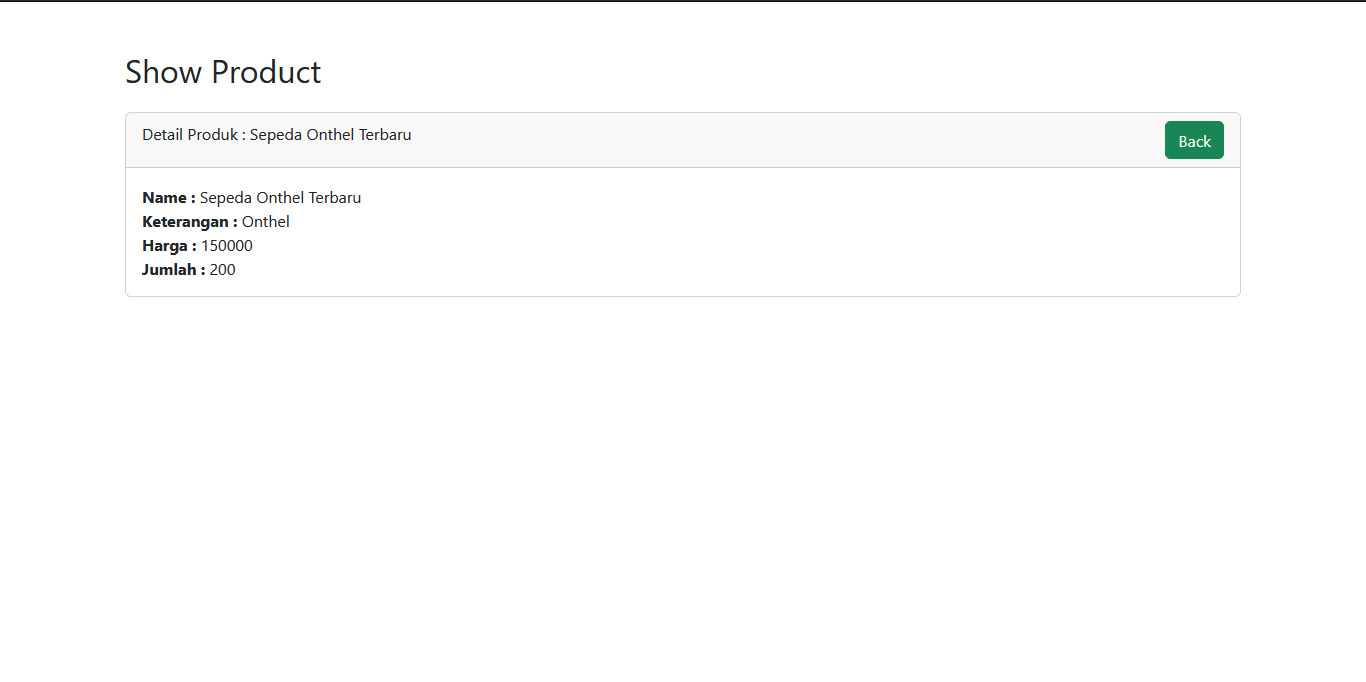 Show Product
Detail Produk : Sepeda Onthel Terbaru
Back
Name : Sepeda Onthel Terbaru
Keterangan : Onthel
Harga : 150000
Jumlah : 200